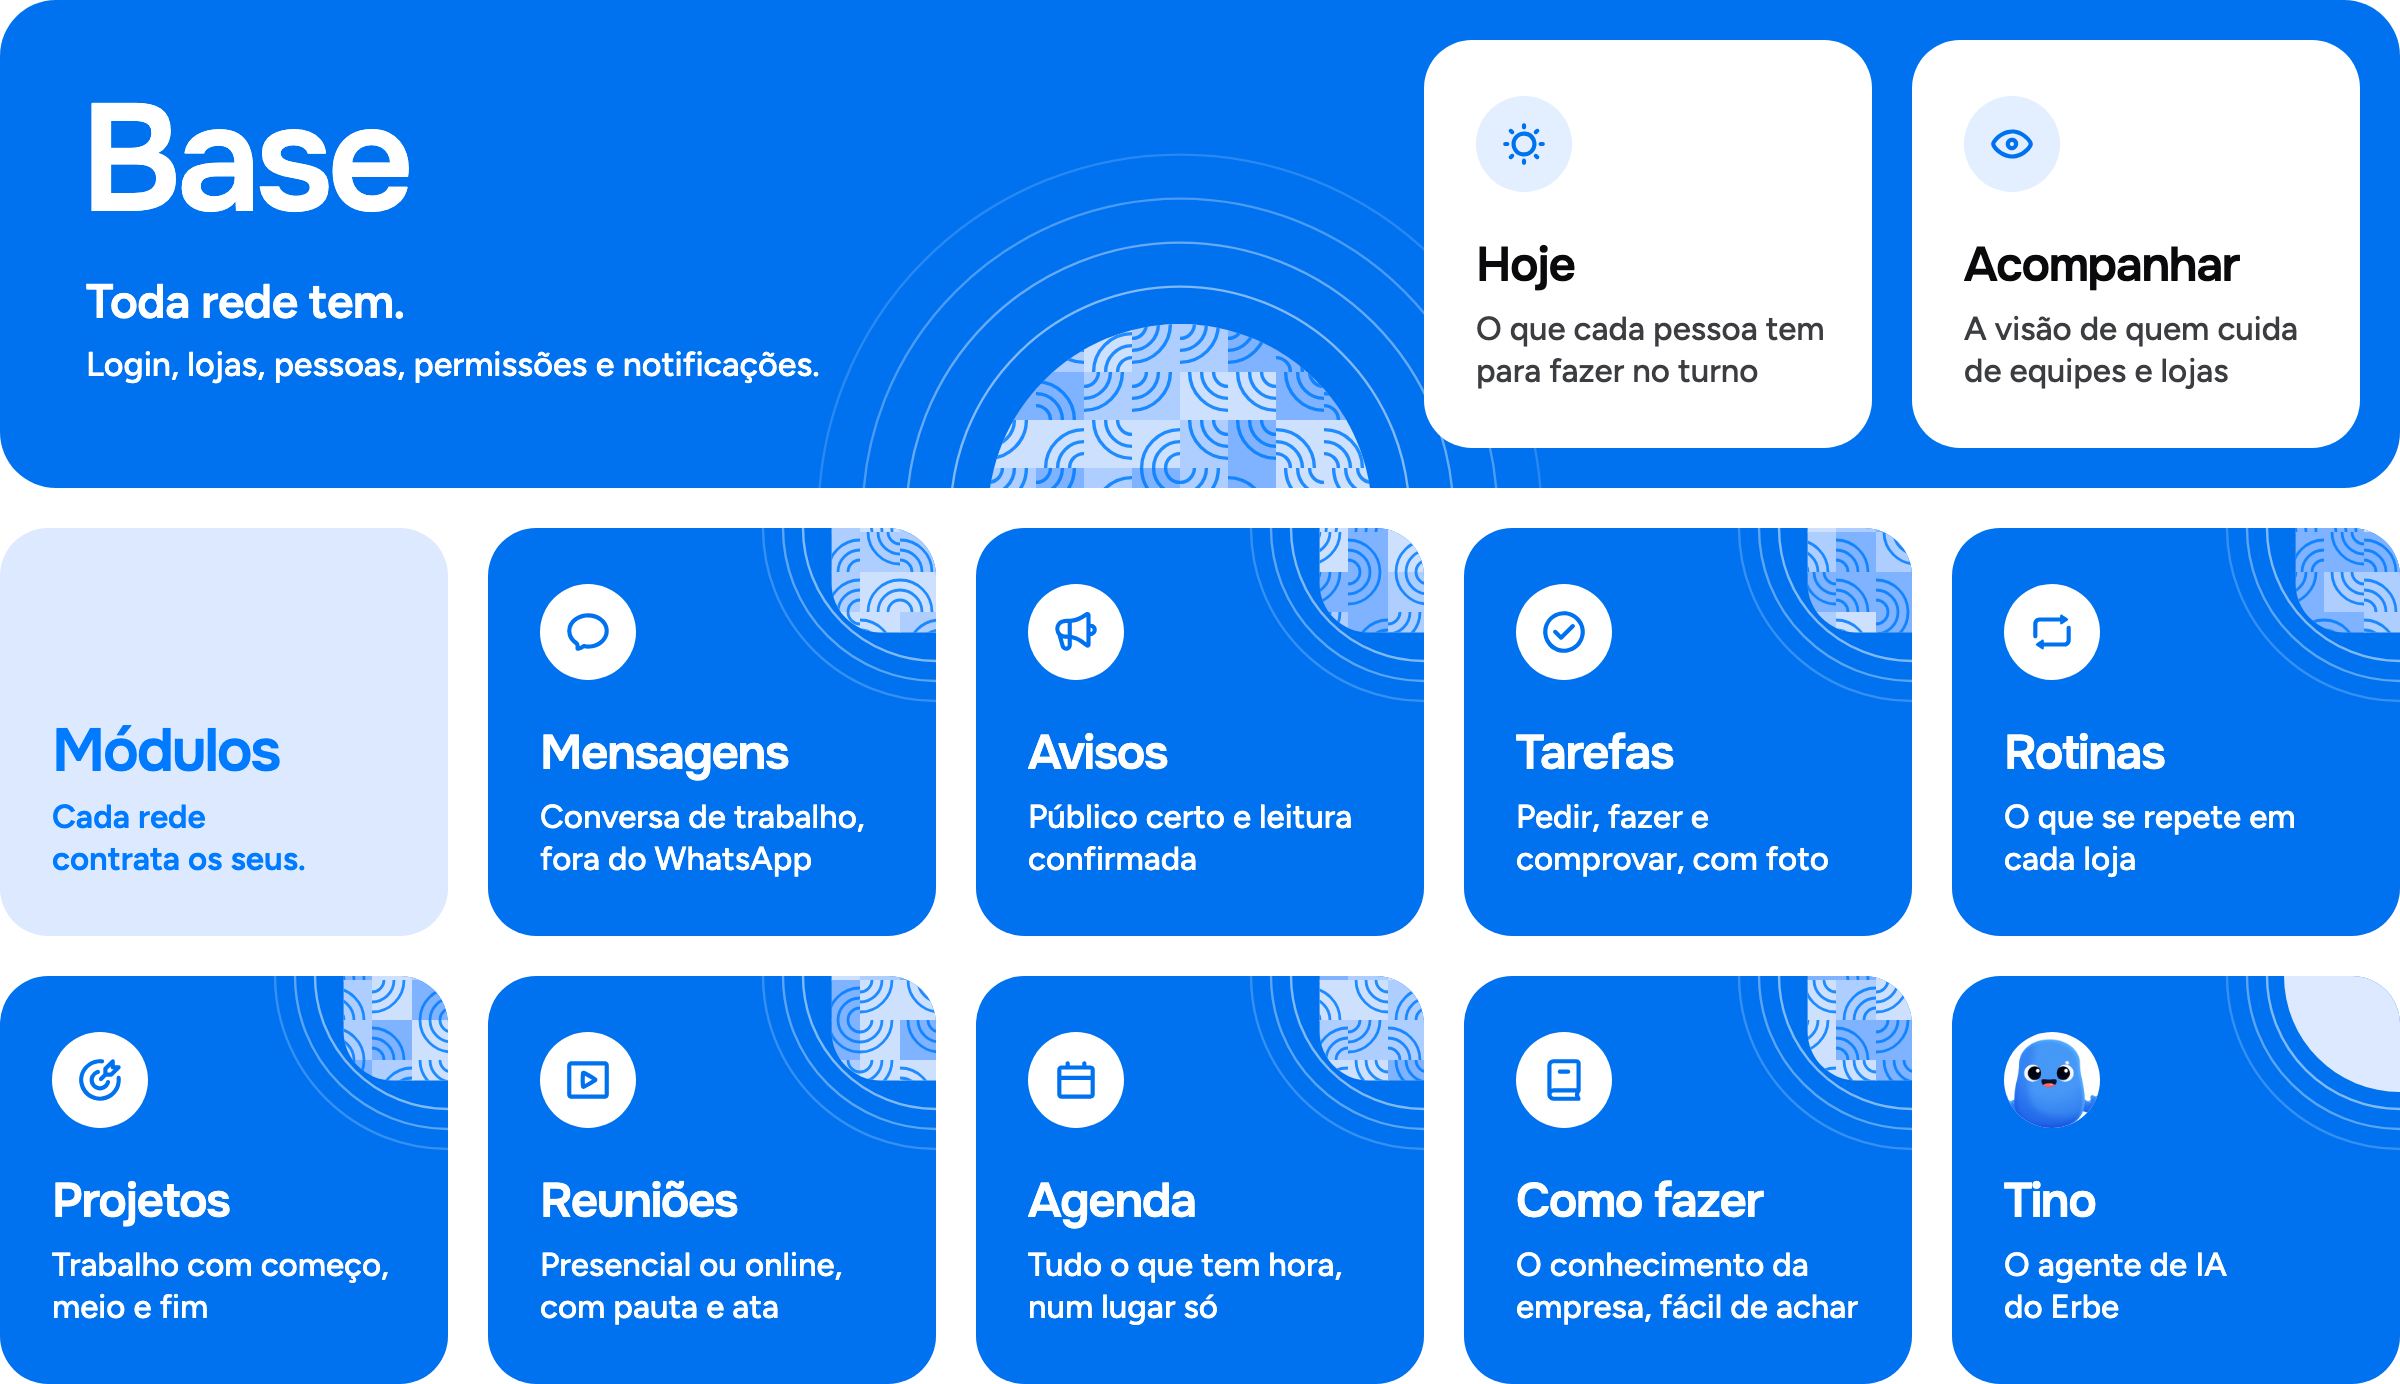 Base
Toda rede tem.
Login, lojas, pessoas, permissões e notificações.
Hoje
O que cada pessoa tem
para fazer no turno
Acompanhar
A visão de quem cuida
de equipes e lojas
Módulos
Cada rede
contrata os seus.
Mensagens
Conversa de trabalho,
fora do WhatsApp
Avisos
Público certo e leitura
confirmada
Tarefas
Pedir, fazer e
comprovar, com foto
Rotinas
O que se repete em
cada loja
Projetos
Trabalho com começo,
meio e fim
Reuniões
Presencial ou online,
com pauta e ata
Agenda
Tudo o que tem hora,
num lugar só
Como fazer
O conhecimento da
empresa, fácil de achar
Tino
O agente de IA
do Erbe